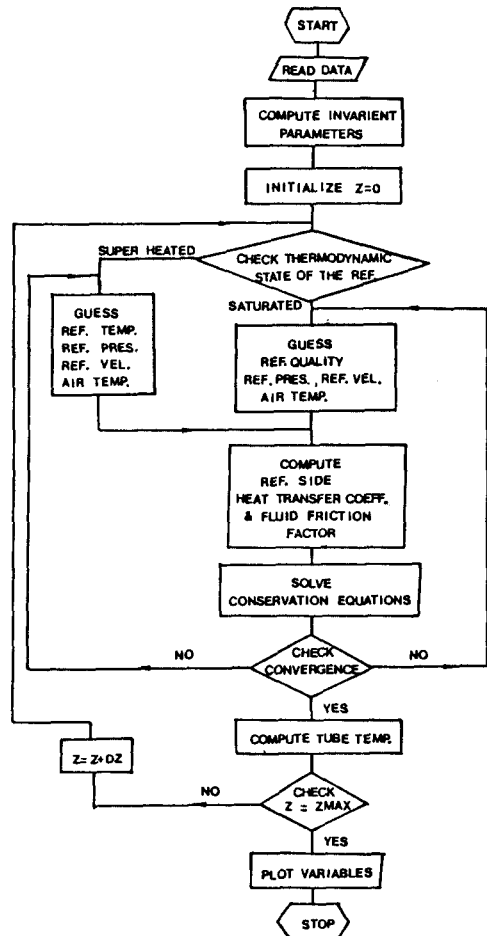 START
READ DATA
COMPUTE INVARIENT
PARAMETERS
INITIALIZE Z=0
SUPER HEATED
CHECK THERMODYNAMIC
STATE OF THE REF.
SATURATED
GUESS
REF. TEMP.
REF. PRES.
REF. VEL.
AIR TEMP.
GUESS
REF. QUALITY
REF. PRES., REF. VEL.
AIR TEMP.
COMPUTE
REF. SIDE
HEAT TRANSFER COEFF.
& FLUID FRICTION
FACTOR
SOLVE
CONSERVATION EQUATIONS
NO
CHECK
CONVERGENCE
NO
YES
COMPUTE TUBE TEMP.
Z= Z+DZ
NO
CHECK
Z = ZMAX
YES
PLOT VARIABLES
STOP